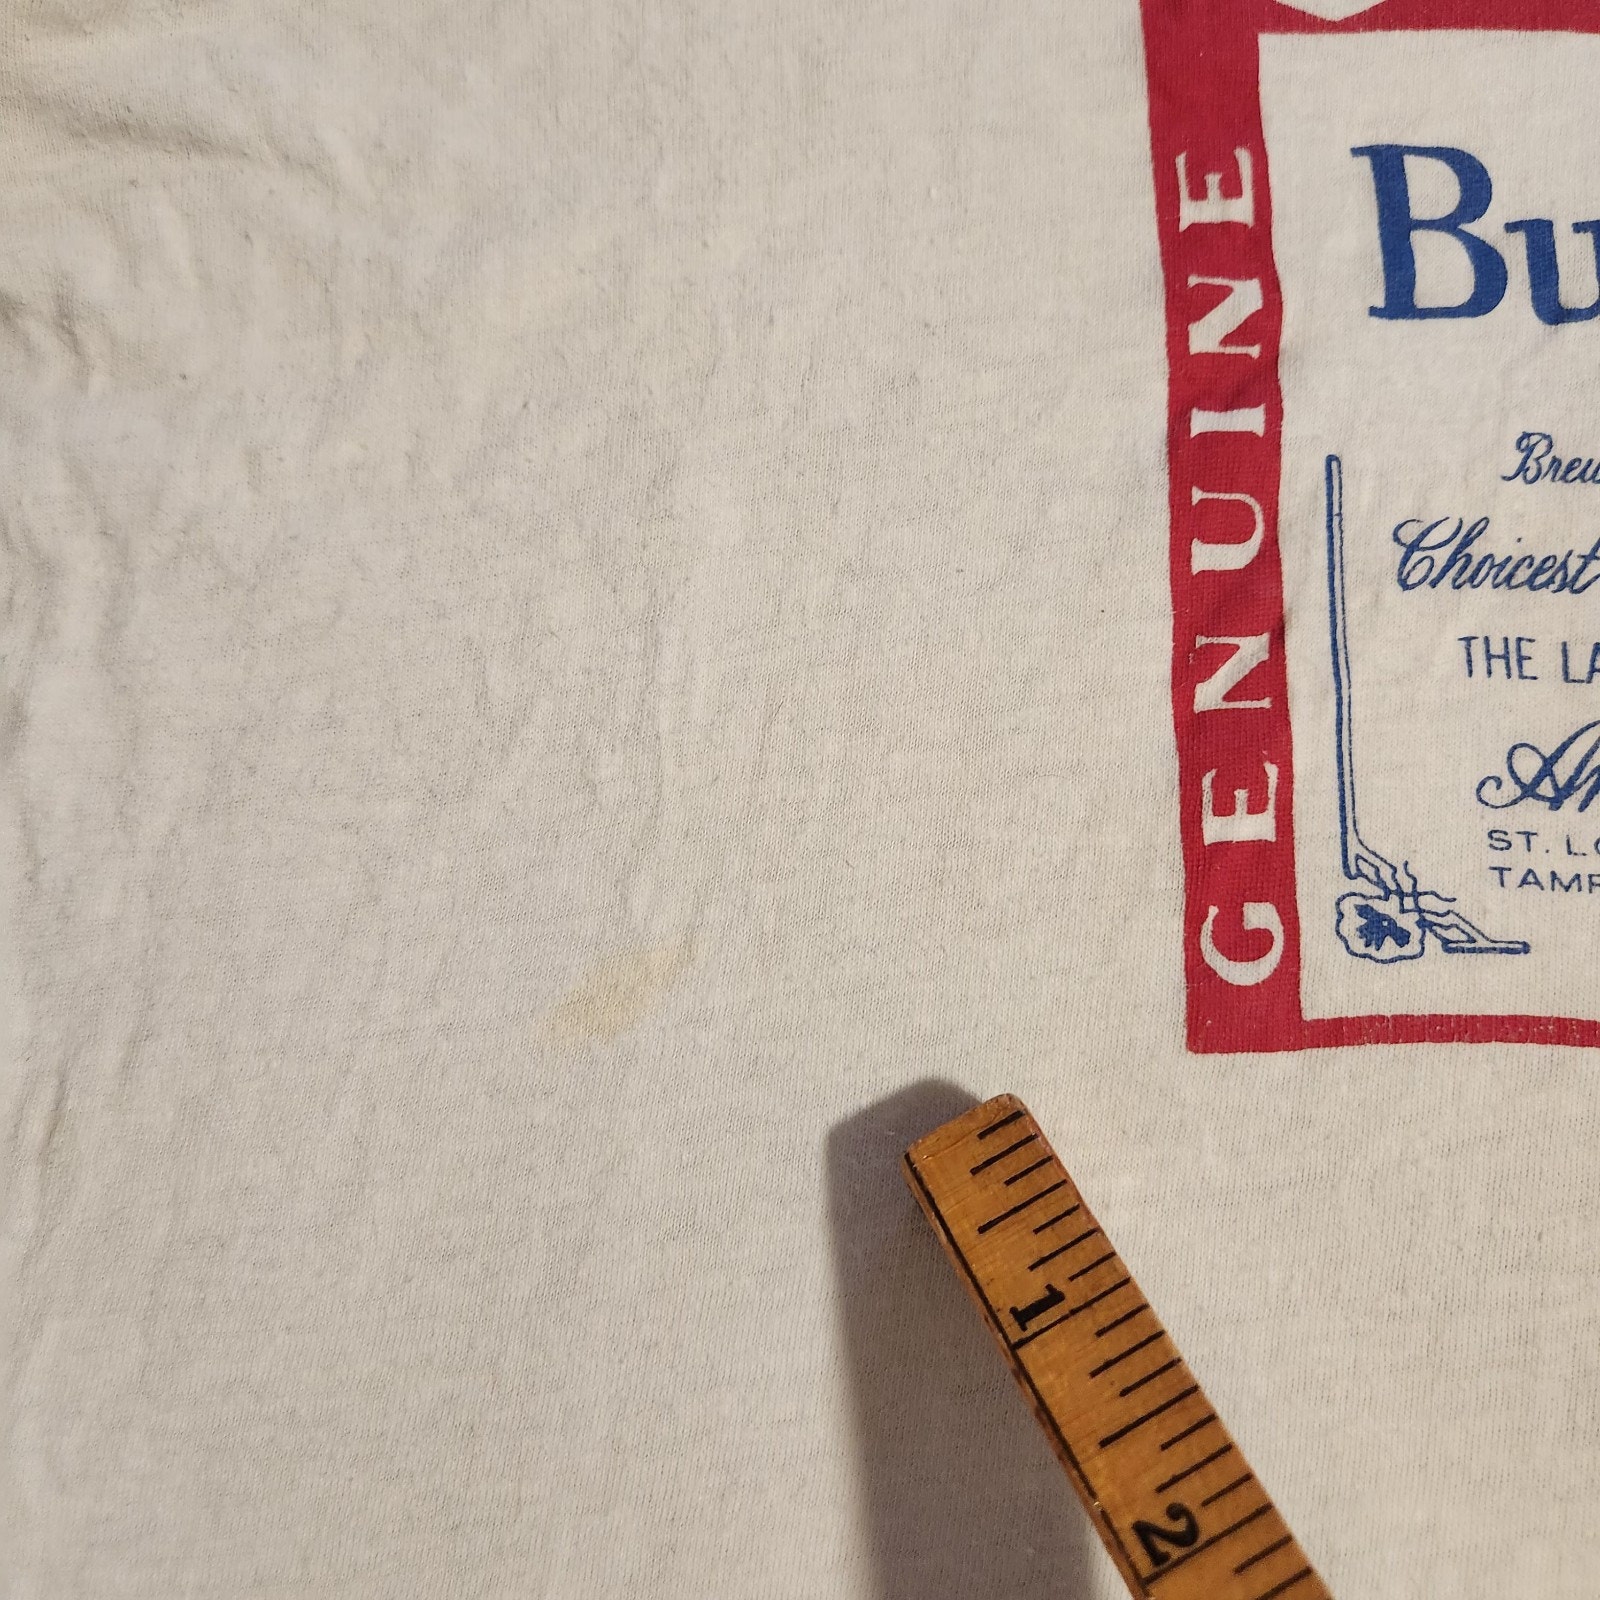 GENUINE
Bu
Brew
Choicest
THE LA
ST. LO
TAMP
1
2